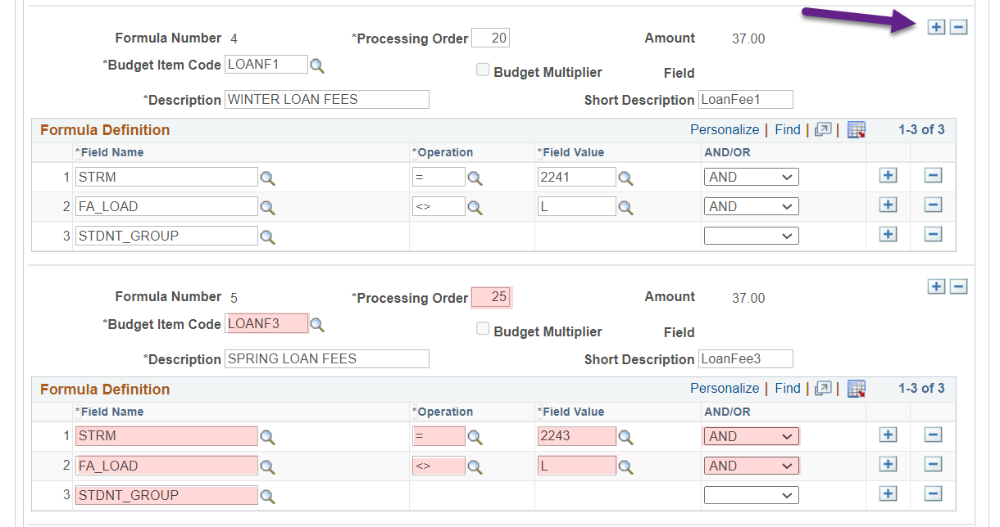 Formula Number 4 *Processing Order 20 Amount 37.00
*Budget Item Code LOANF1 Budget Multiplier Field
*Description WINTER LOAN FEES Short Description LoanFee1
Formula Definition Personalize | Find | | 1-3 of 3
*Field Name *Operation *Field Value AND/OR
1 STRM = 2241 AND
2 FA_LOAD <> L AND
3 STDNT_GROUP
Formula Number 5 *Processing Order 25 Amount 37.00
*Budget Item Code LOANF3 Budget Multiplier Field
*Description SPRING LOAN FEES Short Description LoanFee3
Formula Definition Personalize | Find | | 1-3 of 3
*Field Name *Operation *Field Value AND/OR
1 STRM = 2243 AND
2 FA_LOAD <> L AND
3 STDNT_GROUP